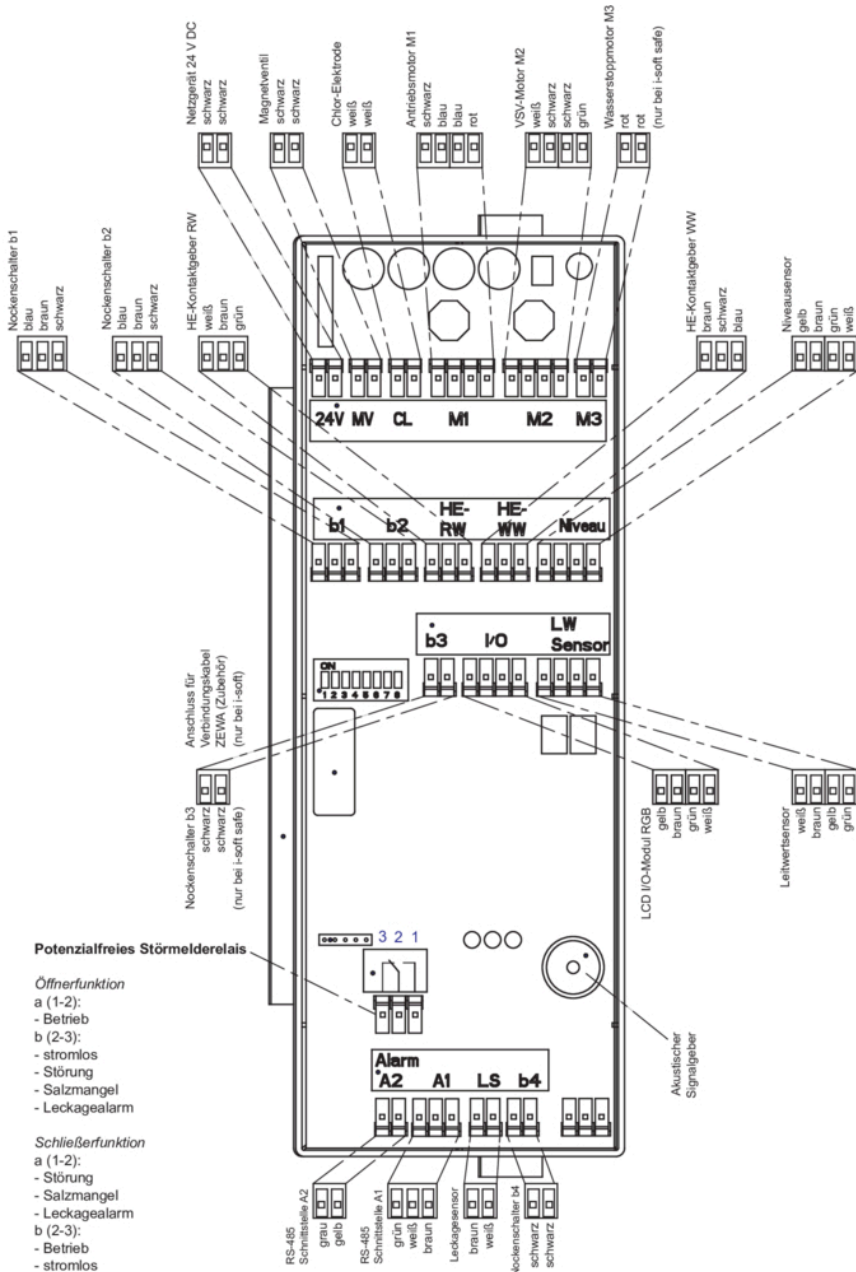 Netzgerät 24 V DC
schwarz
schwarz
Magnetventil
schwarz
schwarz
Chlor-Elektrode
weiß
weiß
Antriebsmotor M1
schwarz
blau
blau
rot
VSV-Motor M2
weiß
schwarz
schwarz
grün
Wasserstoppmotor M3
rot
rot
(nur bei i-soft safe)
Nockenschalter b1
blau
braun
schwarz
Nockenschalter b2
blau
braun
schwarz
HE-Kontaktgeber RW
weiß
braun
grün
HE-Kontaktgeber WW
braun
schwarz
blau
Niveausensor
gelb
braun
grün
weiß
24V MV CL M1 M2 M3
b1 b2 HE-RW HE-WW Niveau
b3 I/O LW Sensor
ON
1 2 3 4 5 6 7 8
Anschluss für
Verbindungskabel
ZEWA (Zubehör)
(nur bei i-soft)
Nockenschalter b3
schwarz
schwarz
(nur bei i-soft safe)
LCD I/O-Modul RGB
gelb
braun
grün
weiß
Leitwertsensor
weiß
braun
gelb
grün
3 2 1
Potenzialfreies Störmelderelais
Öffnerfunktion
a (1-2):
- Betrieb
b (2-3):
- stromlos
- Störung
- Salzmangel
- Leckagealarm
Schließerfunktion
a (1-2):
- Störung
- Salzmangel
- Leckagealarm
b (2-3):
- Betrieb
- stromlos
Akustischer
Signalgeber
Alarm
A2 A1 LS b4
RS-485
Schnittstelle A2
grau
gelb
RS-485
Schnittstelle A1
grün
weiß
braun
Leckagesensor
braun
weiß
Nockenschalter b4
schwarz
schwarz